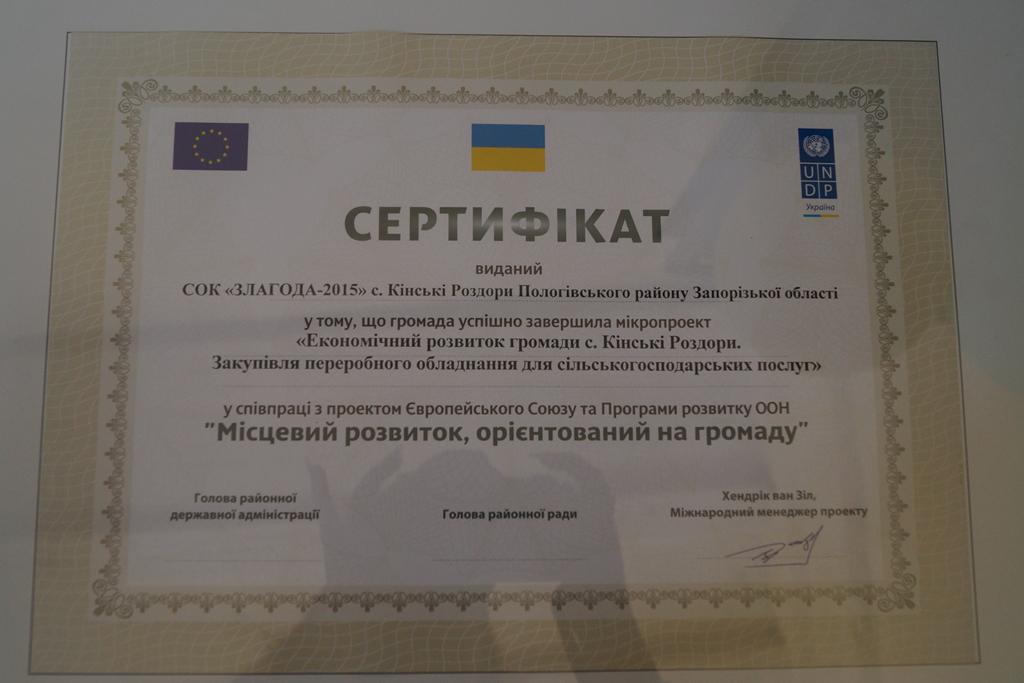 UN
DP
Україна
СЕРТИФІКАТ
виданий
СОК «ЗЛАГОДА-2015» с. Кінські Роздори Пологівського району Запорізької області
у тому, що громада успішно завершила мікропроект
«Економічний розвиток громади с. Кінські Роздори.
Закупівля переробного обладнання для сільськогосподарських послуг»
у співпраці з проектом Європейського Союзу та Програми розвитку ООН
"Місцевий розвиток, орієнтований на громаду"
Голова районної
державної адміністрації
Голова районної ради
Хендрік ван Зіл,
Міжнародний менеджер проекту